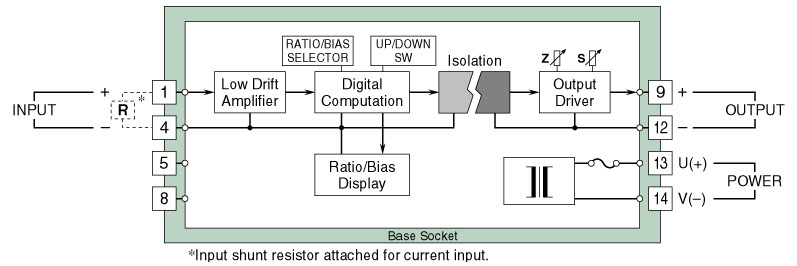 RATIO/BIAS
SELECTOR
UP/DOWN
SW
Isolation
Z
S
INPUT
+
*
R
−
1
4
5
8
Low Drift
Amplifier
Digital
Computation
Output
Driver
Ratio/Bias
Display
9
+
12
−
OUTPUT
13
U(+)
14
V(−)
POWER
Base Socket
*Input shunt resistor attached for current input.